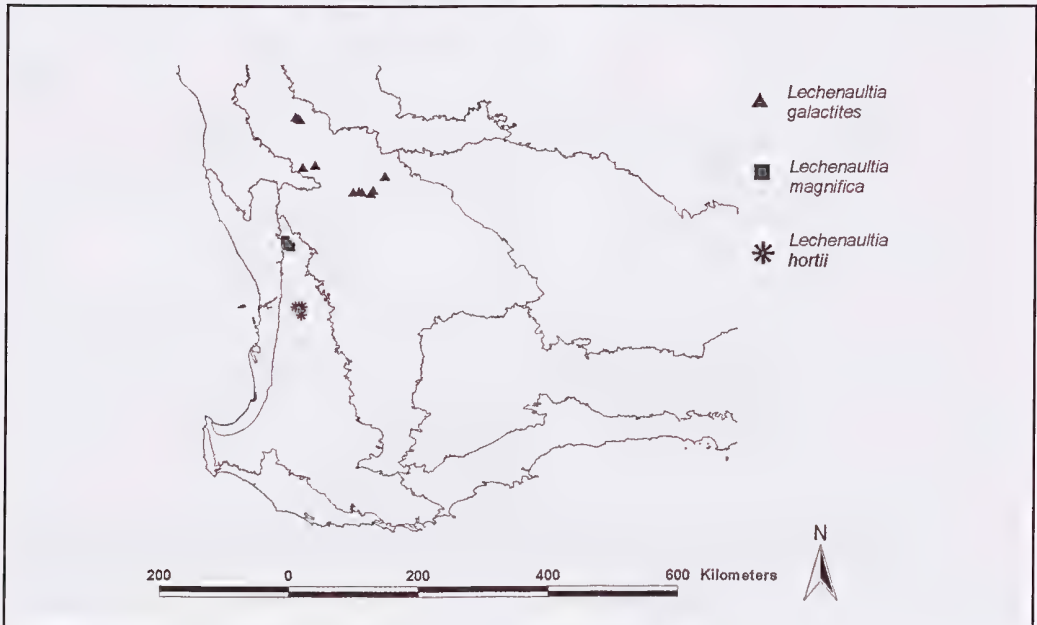 Lechenaultia
galactites
Lechenaultia
magnifica
Lechenaultia
hortii
N
200 0 200 400 600 Kilometers